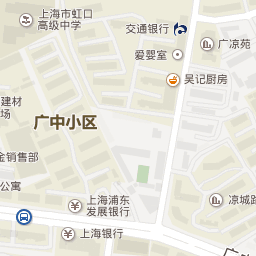 上海市虹口
高级中学
交通银行
广凉苑
爱婴室
吴记厨房
建材
场
广中小区
金销售部
公寓
上海浦东
发展银行
凉城路
上海银行